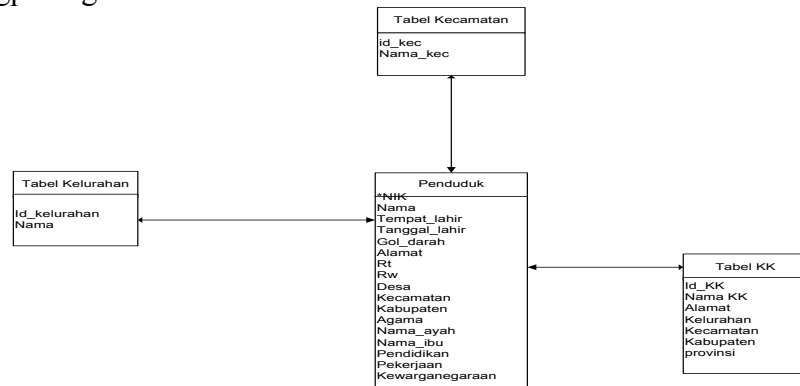 Tabel Kecamatan
id_kec
Nama_kec
Tabel Kelurahan
Id_kelurahan
Nama
Penduduk
*NIK
Nama
Tempat_lahir
Tanggal_lahir
Gol_darah
Alamat
Rt
Rw
Desa
Kecamatan
Kabupaten
Agama
Nama_ayah
Nama_ibu
Pendidikan
Pekerjaan
Kewarganegaraan
Tabel KK
Id_KK
Nama KK
Alamat
Kelurahan
Kecamatan
Kabupaten
provinsi